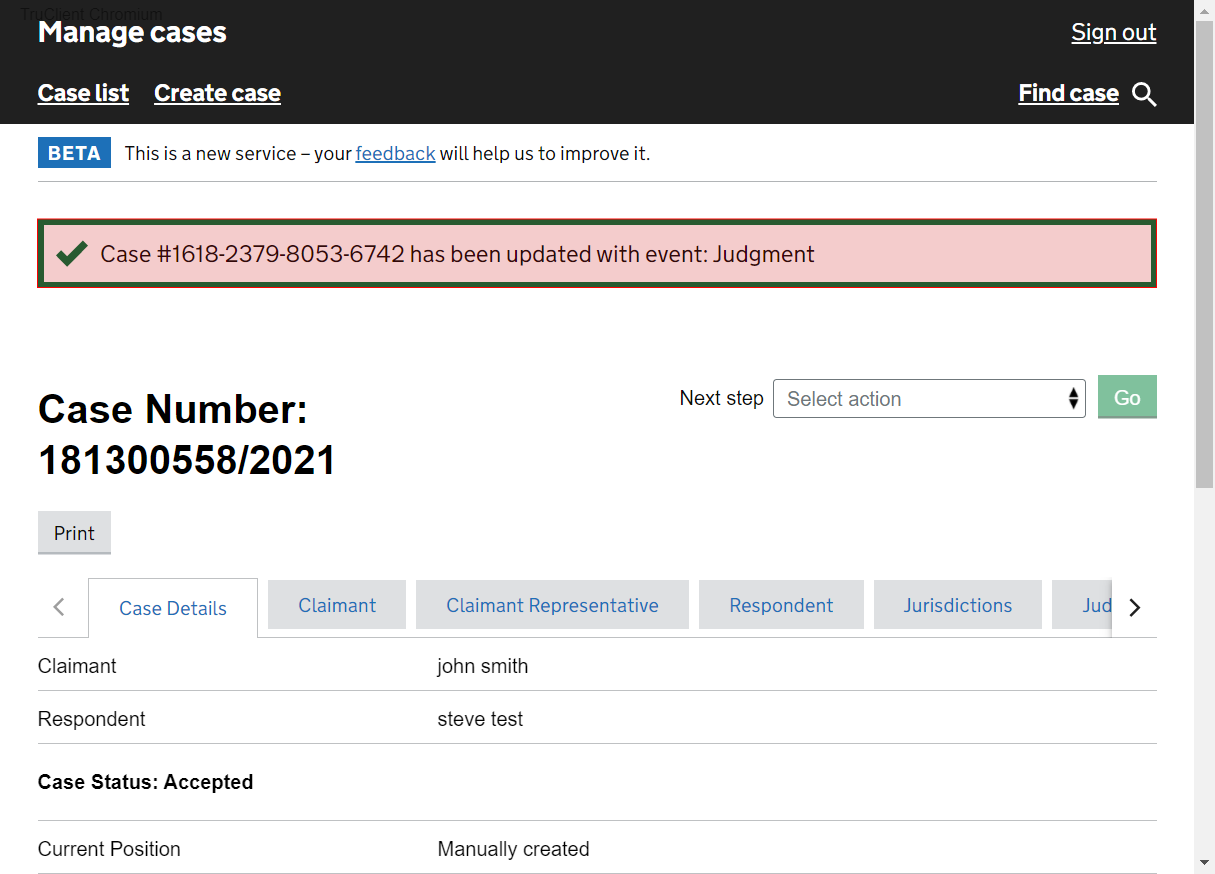 TruClient Chromium
Manage cases
Sign out
Case list Create case
Find case
BETA This is a new service – your feedback will help us to improve it.
Case #1618-2379-8053-6742 has been updated with event: Judgment
Case Number:
181300558/2021
Next step Select action Go
Print
Case Details Claimant Claimant Representative Respondent Jurisdictions Jud
Claimant john smith
Respondent steve test
Case Status: Accepted
Current Position Manually created